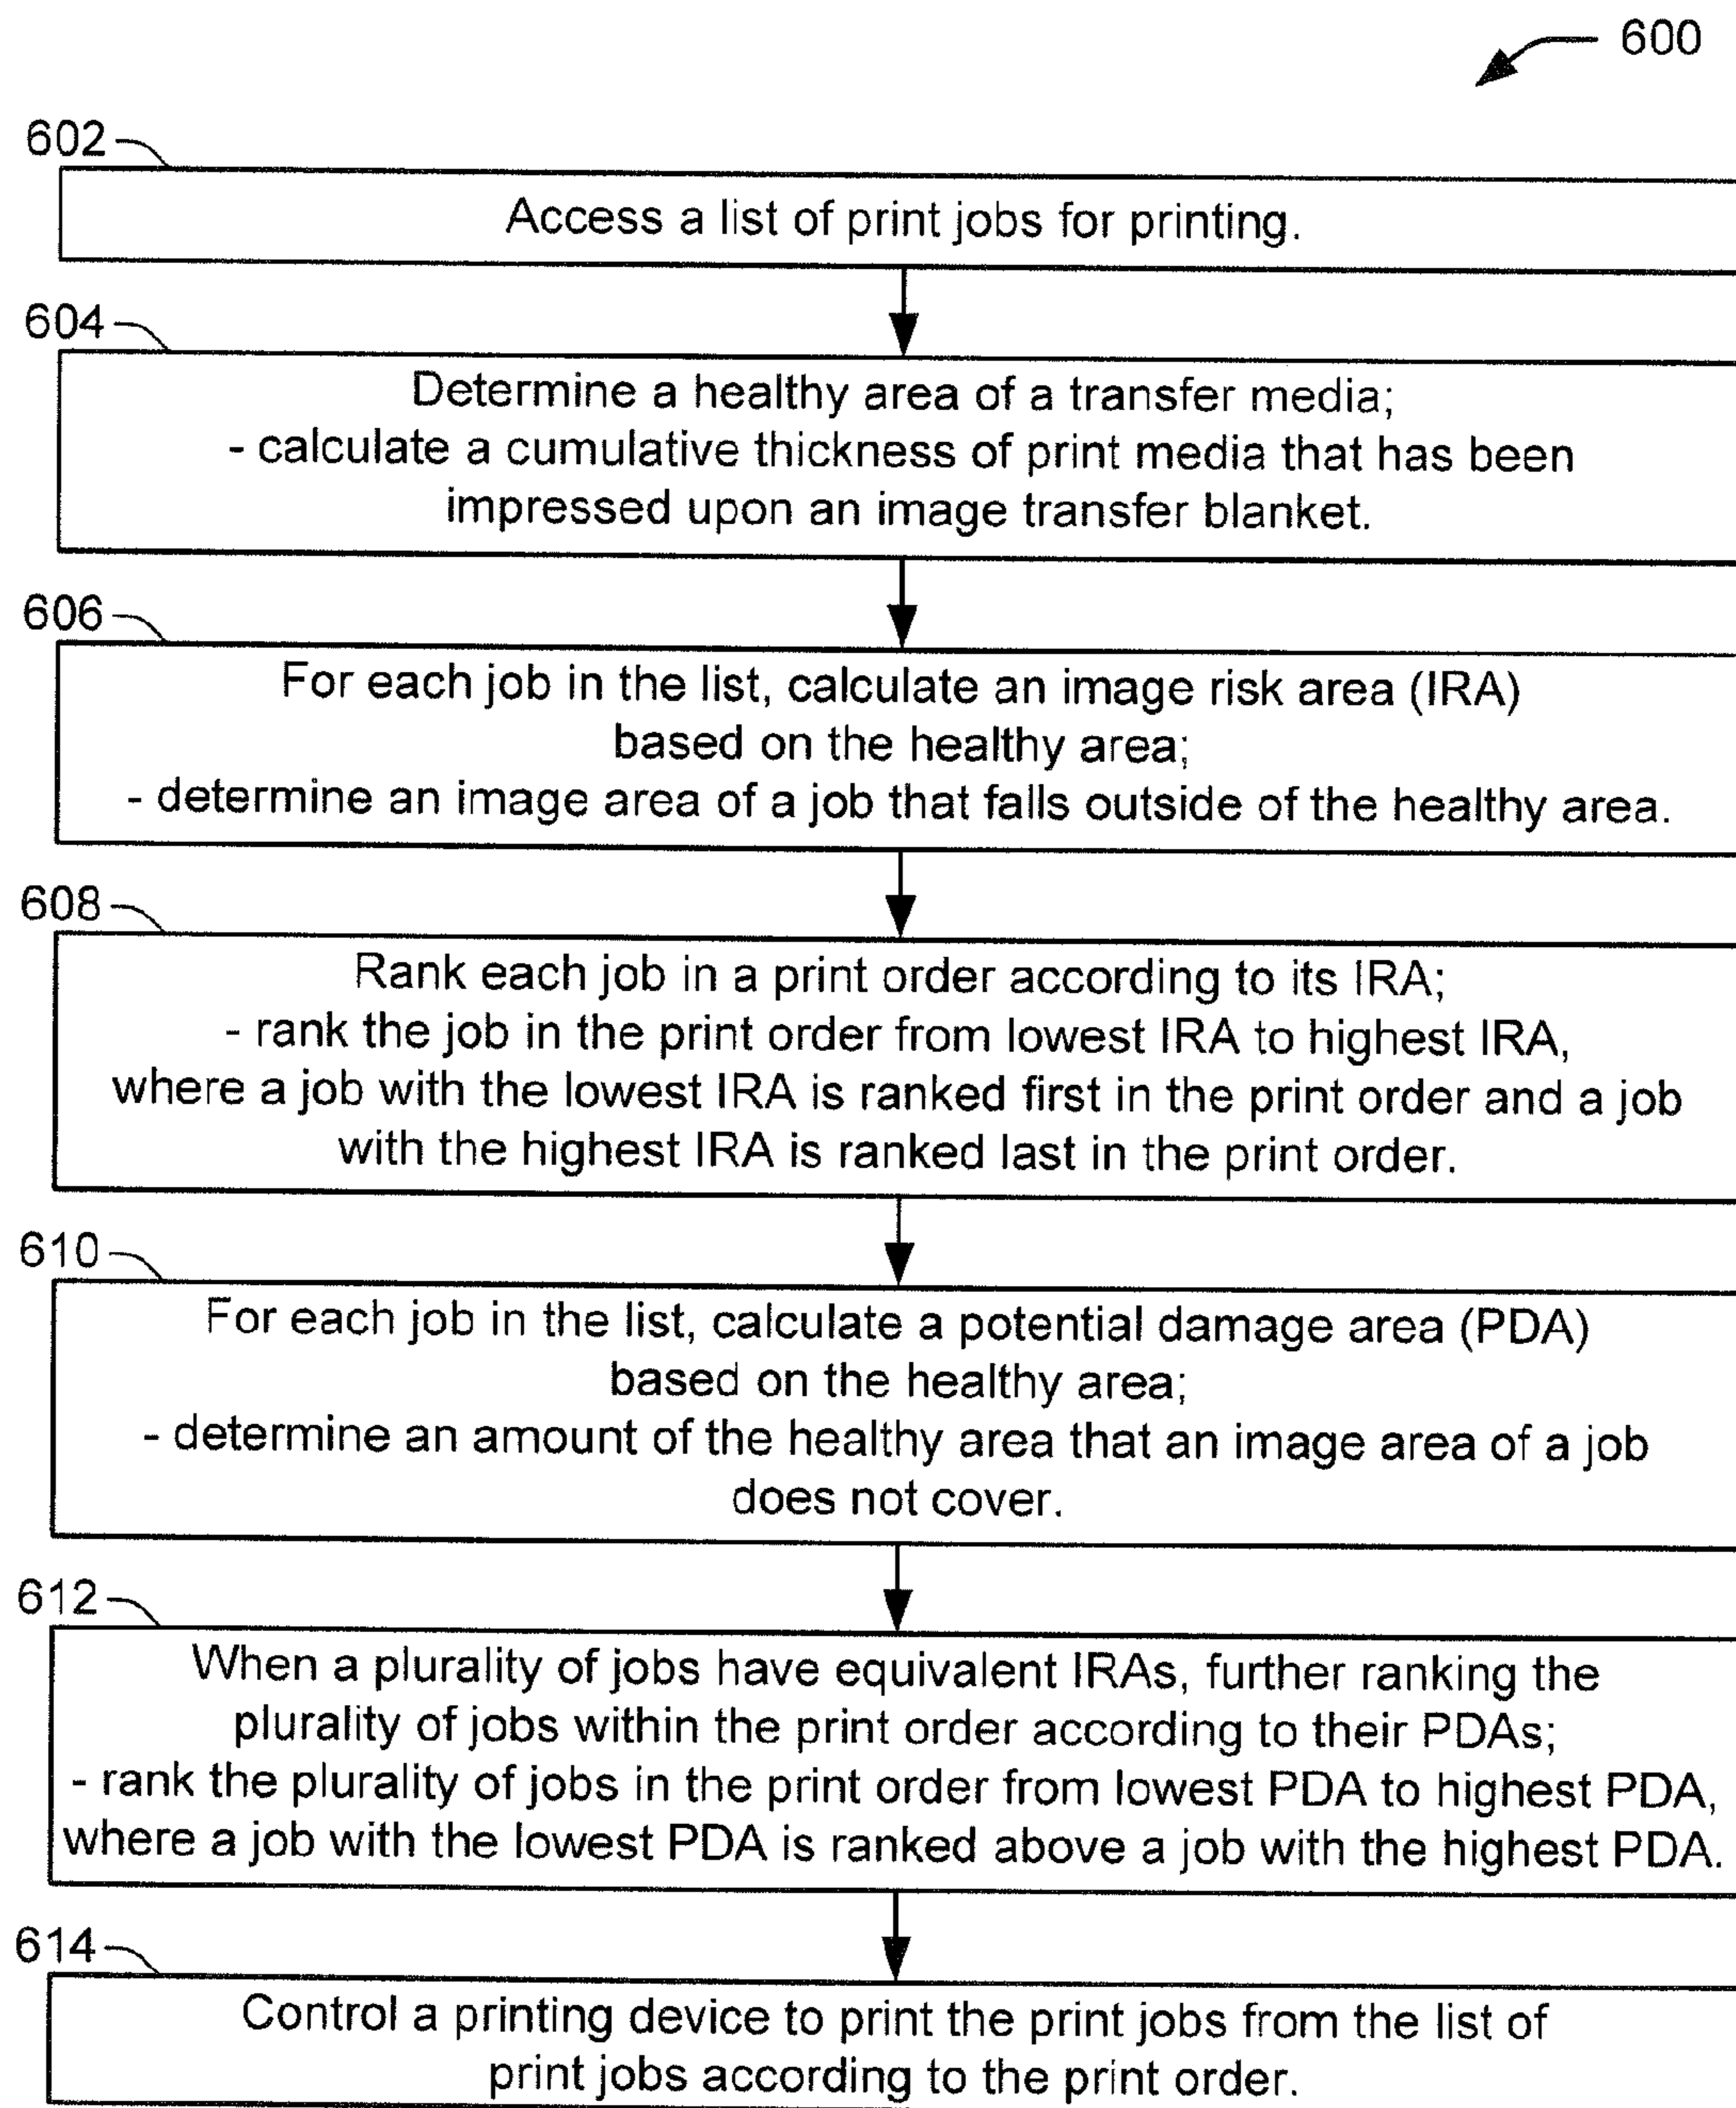 600
602
Access a list of print jobs for printing.
604
Determine a healthy area of a transfer media;
- calculate a cumulative thickness of print media that has been
impressed upon an image transfer blanket.
606
For each job in the list, calculate an image risk area (IRA)
based on the healthy area;
- determine an image area of a job that falls outside of the healthy area.
608
Rank each job in a print order according to its IRA;
- rank the job in the print order from lowest IRA to highest IRA,
where a job with the lowest IRA is ranked first in the print order and a job
with the highest IRA is ranked last in the print order.
610
For each job in the list, calculate a potential damage area (PDA)
based on the healthy area;
- determine an amount of the healthy area that an image area of a job
does not cover.
612
When a plurality of jobs have equivalent IRAs, further ranking the
plurality of jobs within the print order according to their PDAs;
- rank the plurality of jobs in the print order from lowest PDA to highest PDA,
where a job with the lowest PDA is ranked above a job with the highest PDA.
614
Control a printing device to print the print jobs from the list of
print jobs according to the print order.